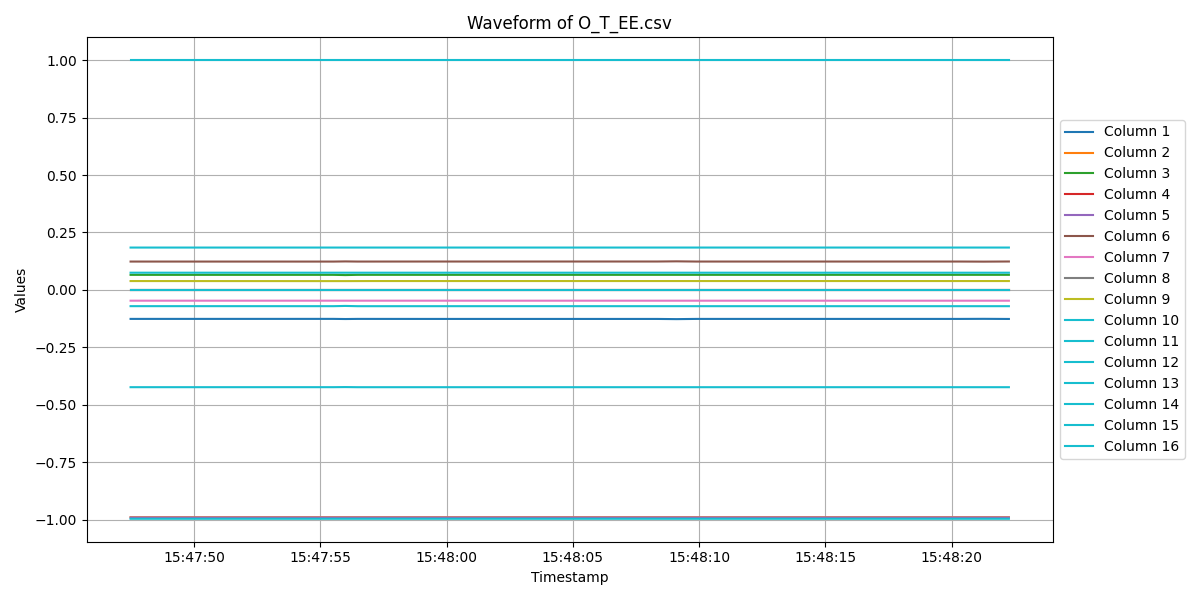 Waveform of O_T_EE.csv
1.00
0.75
0.50
0.25
0.00
−0.25
−0.50
−0.75
−1.00
Values
15:47:50
15:47:55
15:48:00
15:48:05
15:48:10
15:48:15
15:48:20
Timestamp
Column 1
Column 2
Column 3
Column 4
Column 5
Column 6
Column 7
Column 8
Column 9
Column 10
Column 11
Column 12
Column 13
Column 14
Column 15
Column 16